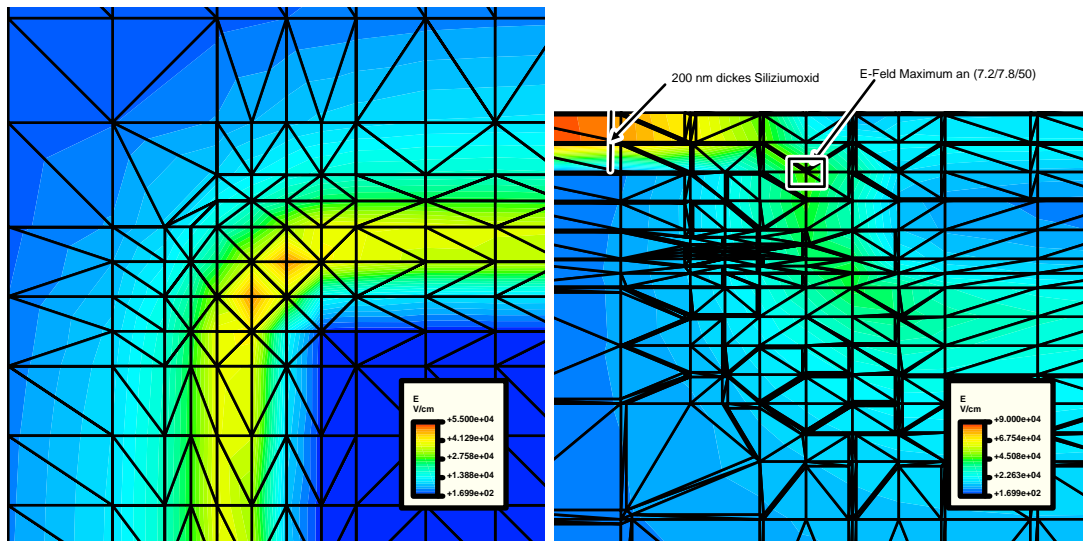 200 nm dickes Siliziumoxid
E-Feld Maximum an (7.2/7.8/50)
E
V/cm
+5.500e+04
+4.129e+04
+2.758e+04
+1.388e+04
+1.699e+02
E
V/cm
+9.000e+04
+6.754e+04
+4.508e+04
+2.263e+04
+1.699e+02